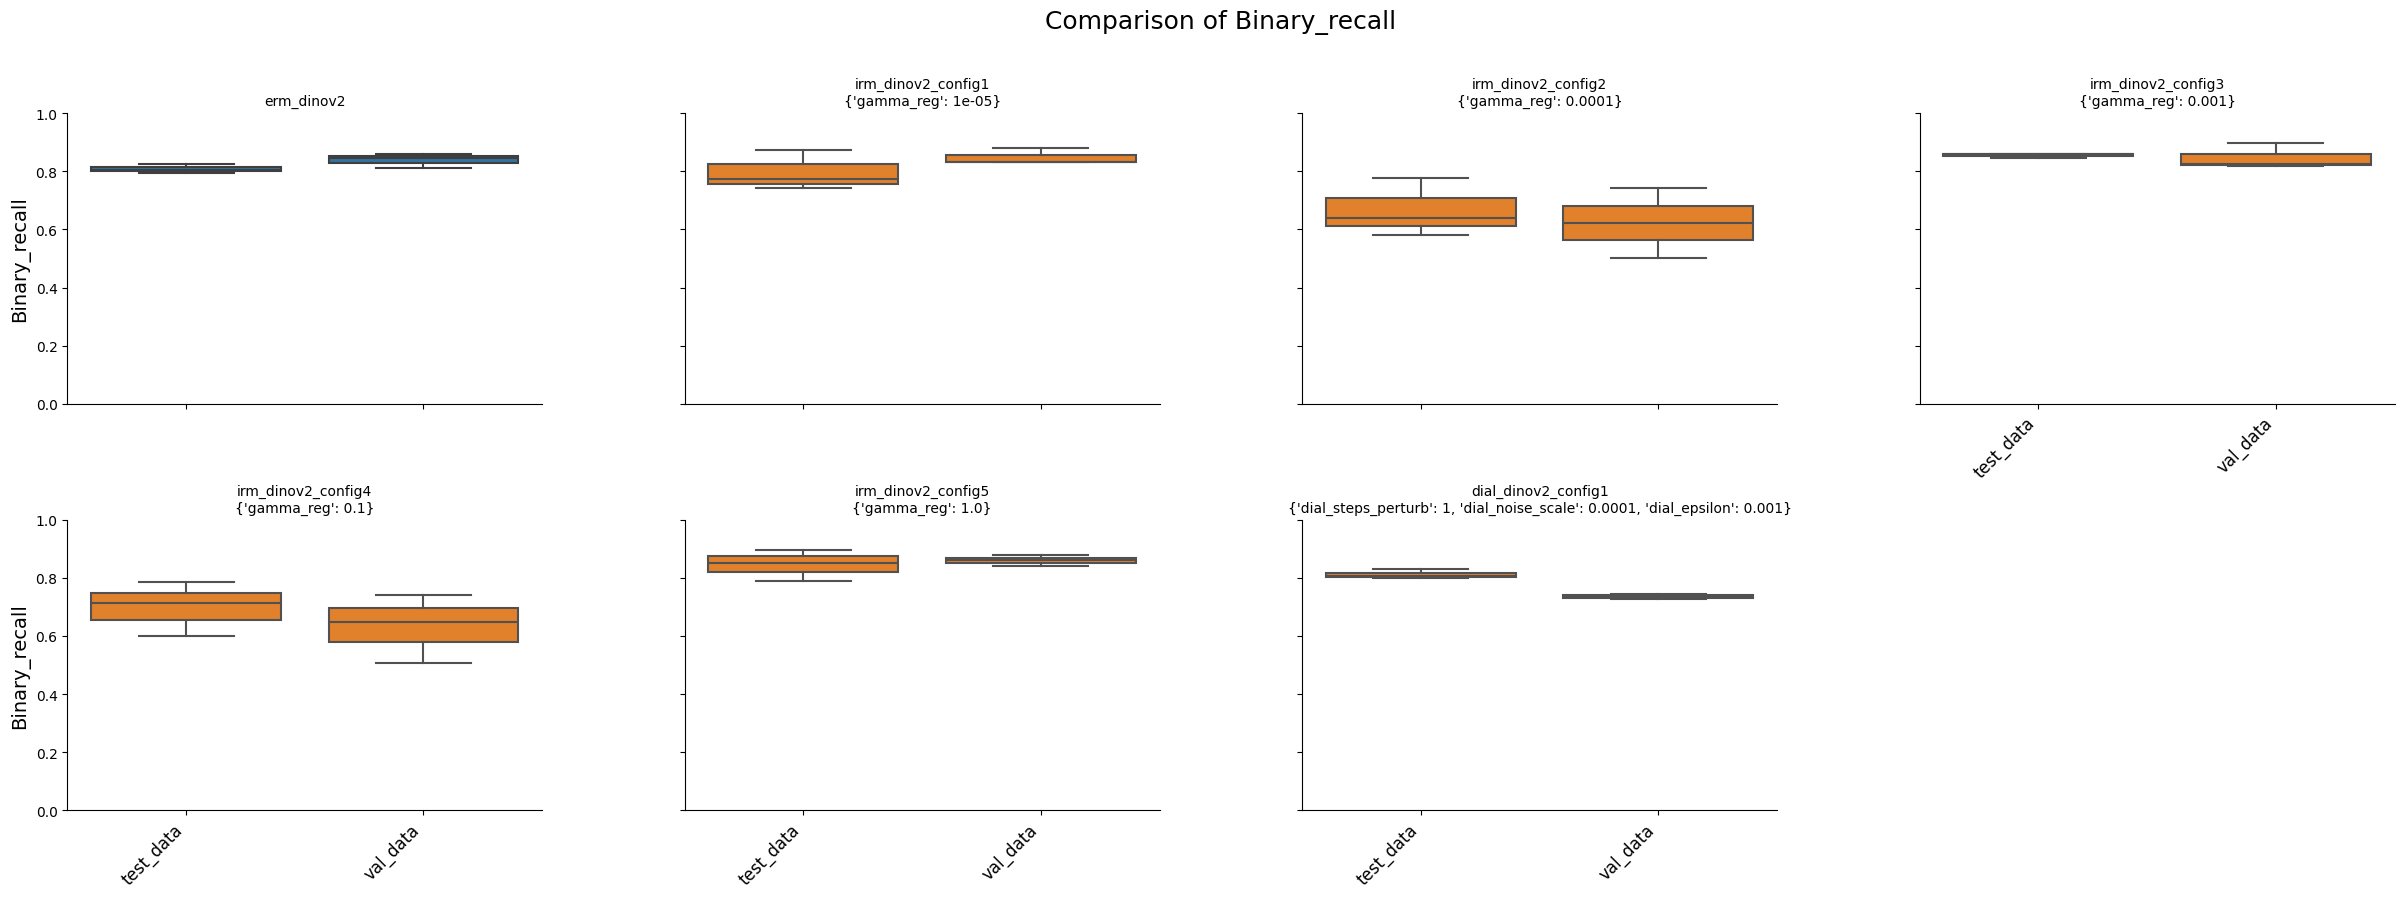 Comparison of Binary_recall
erm_dinov2
irm_dinov2_config1
{'gamma_reg': 1e-05}
irm_dinov2_config2
{'gamma_reg': 0.0001}
irm_dinov2_config3
{'gamma_reg': 0.001}
Binary_recall
1.0
0.8
0.6
0.4
0.2
0.0
test_data
val_data
irm_dinov2_config4
{'gamma_reg': 0.1}
irm_dinov2_config5
{'gamma_reg': 1.0}
dial_dinov2_config1
{'dial_steps_perturb': 1, 'dial_noise_scale': 0.0001, 'dial_epsilon': 0.001}
Binary_recall
1.0
0.8
0.6
0.4
0.2
0.0
test_data
val_data
test_data
val_data
test_data
val_data